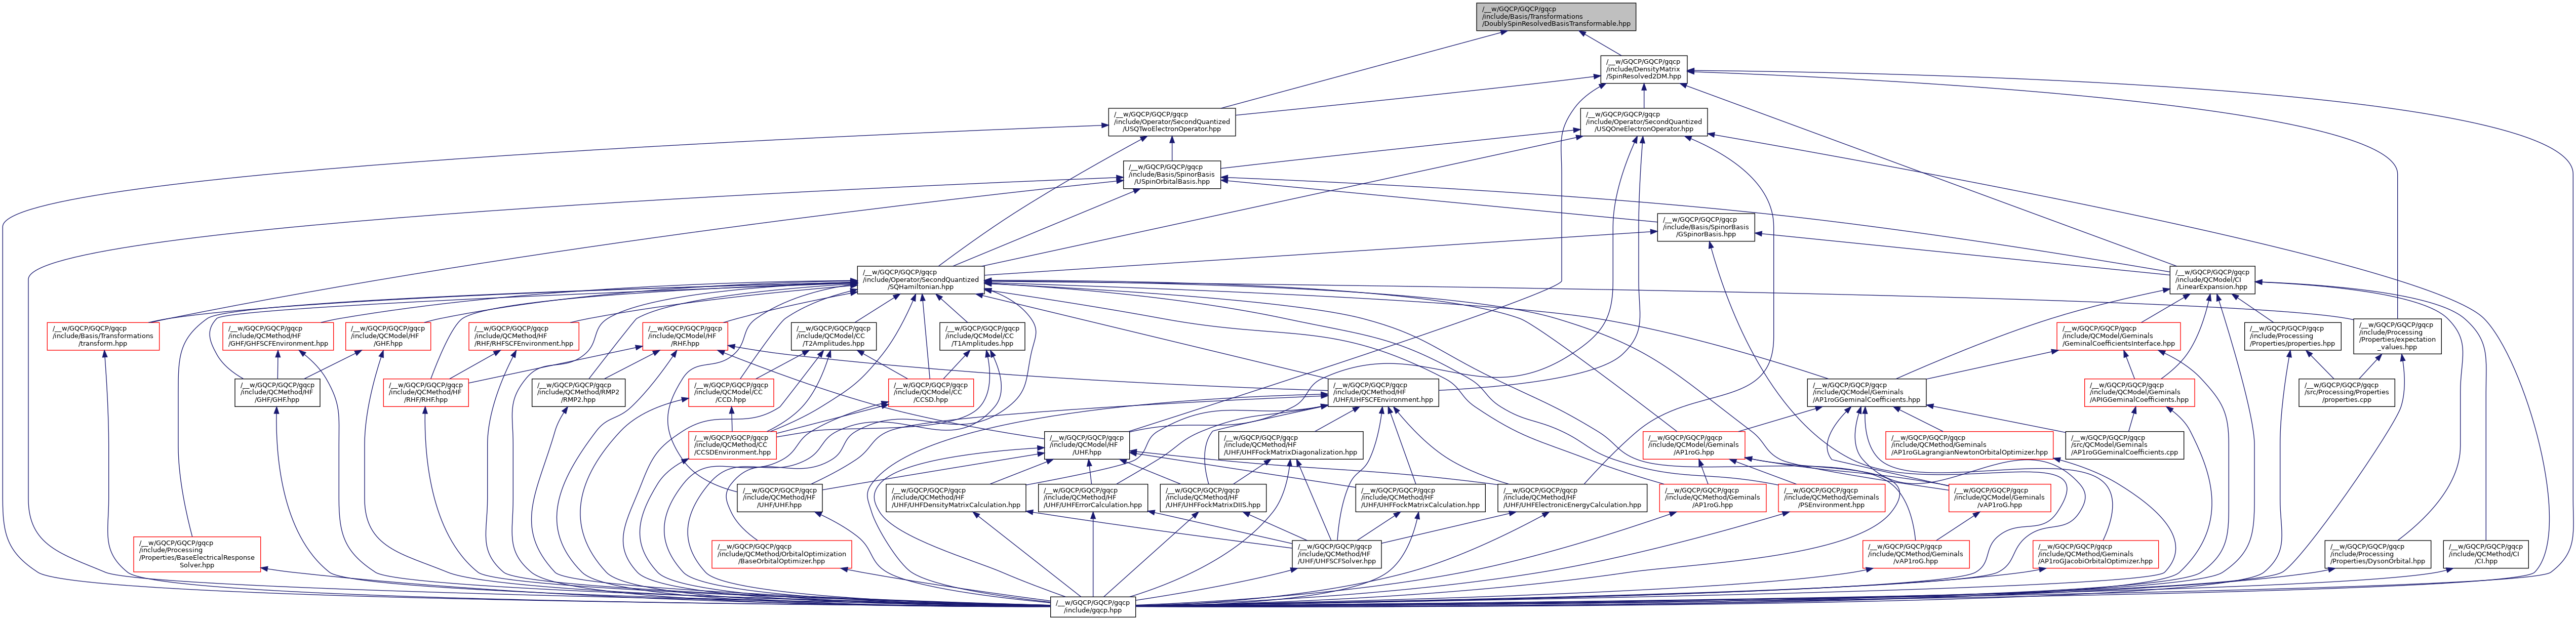 /__w/GQCP/GQCP/gqcp
/include/Basis/Transformations
/DoublySpinResolvedBasisTransformable.hpp
/__w/GQCP/GQCP/gqcp
/include/DensityMatrix
/SpinResolved2DM.hpp
/__w/GQCP/GQCP/gqcp
/include/Operator/SecondQuantized
/USQTwoElectronOperator.hpp
/__w/GQCP/GQCP/gqcp
/include/Operator/SecondQuantized
/USQOneElectronOperator.hpp
/__w/GQCP/GQCP/gqcp
/include/Basis/SpinorBasis
/USpinOrbitalBasis.hpp
/__w/GQCP/GQCP/gqcp
/include/Basis/SpinorBasis
/GSpinorBasis.hpp
/__w/GQCP/GQCP/gqcp
/include/Operator/SecondQuantized
/SQHamiltonian.hpp
/__w/GQCP/GQCP/gqcp
/include/QCModel/CI
/LinearExpansion.hpp
/__w/GQCP/GQCP/gqcp
/include/Basis/Transformations
/transform.hpp
/__w/GQCP/GQCP/gqcp
/include/QCMethod/HF
/GHF/GHFSCFEnvironment.hpp
/__w/GQCP/GQCP/gqcp
/include/QCModel/HF
/GHF.hpp
/__w/GQCP/GQCP/gqcp
/include/QCMethod/HF
/RHF/RHFSCFEnvironment.hpp
/__w/GQCP/GQCP/gqcp
/include/QCModel/HF
/RHF.hpp
/__w/GQCP/GQCP/gqcp
/include/QCModel/CC
/T2Amplitudes.hpp
/__w/GQCP/GQCP/gqcp
/include/QCModel/CC
/T1Amplitudes.hpp
/__w/GQCP/GQCP/gqcp
/include/QCModel/Geminals
/GeminalCoefficientsInterface.hpp
/__w/GQCP/GQCP/gqcp
/include/Processing
/Properties/properties.hpp
/__w/GQCP/GQCP/gqcp
/include/Processing
/Properties/expectation
_values.hpp
/__w/GQCP/GQCP/gqcp
/include/QCMethod/HF
/GHF/GHF.hpp
/__w/GQCP/GQCP/gqcp
/include/QCMethod/HF
/RHF/RHF.hpp
/__w/GQCP/GQCP/gqcp
/include/QCMethod/RMP2
/RMP2.hpp
/__w/GQCP/GQCP/gqcp
/include/QCModel/CC
/CCD.hpp
/__w/GQCP/GQCP/gqcp
/include/QCModel/CC
/CCSD.hpp
/__w/GQCP/GQCP/gqcp
/include/QCMethod/HF
/UHF/UHFSCFEnvironment.hpp
/__w/GQCP/GQCP/gqcp
/include/QCModel/Geminals
/AP1roGGeminalCoefficients.hpp
/__w/GQCP/GQCP/gqcp
/include/QCModel/Geminals
/APIGGeminalCoefficients.hpp
/__w/GQCP/GQCP/gqcp
/src/Processing/Properties
/properties.cpp
/__w/GQCP/GQCP/gqcp
/include/QCMethod/CC
/CCSDEnvironment.hpp
/__w/GQCP/GQCP/gqcp
/include/QCModel/HF
/UHF.hpp
/__w/GQCP/GQCP/gqcp
/include/QCMethod/HF
/UHF/UHFFockMatrixDiagonalization.hpp
/__w/GQCP/GQCP/gqcp
/include/QCModel/Geminals
/AP1roG.hpp
/__w/GQCP/GQCP/gqcp
/include/QCMethod/Geminals
/AP1roGLagrangianNewtonOrbitalOptimizer.hpp
/__w/GQCP/GQCP/gqcp
/src/QCModel/Geminals
/AP1roGGeminalCoefficients.cpp
/__w/GQCP/GQCP/gqcp
/include/QCMethod/HF
/UHF/UHF.hpp
/__w/GQCP/GQCP/gqcp
/include/QCMethod/HF
/UHF/UHFDensityMatrixCalculation.hpp
/__w/GQCP/GQCP/gqcp
/include/QCMethod/HF
/UHF/UHFErrorCalculation.hpp
/__w/GQCP/GQCP/gqcp
/include/QCMethod/HF
/UHF/UHFFockMatrixDIIS.hpp
/__w/GQCP/GQCP/gqcp
/include/QCMethod/HF
/UHF/UHFFockMatrixCalculation.hpp
/__w/GQCP/GQCP/gqcp
/include/QCMethod/HF
/UHF/UHFElectronicEnergyCalculation.hpp
/__w/GQCP/GQCP/gqcp
/include/QCMethod/Geminals
/AP1roG.hpp
/__w/GQCP/GQCP/gqcp
/include/QCMethod/Geminals
/PSEnvironment.hpp
/__w/GQCP/GQCP/gqcp
/include/QCModel/Geminals
/vAP1roG.hpp
/__w/GQCP/GQCP/gqcp
/include/Processing
/Properties/BaseElectricalResponse
Solver.hpp
/__w/GQCP/GQCP/gqcp
/include/QCMethod/OrbitalOptimization
/BaseOrbitalOptimizer.hpp
/__w/GQCP/GQCP/gqcp
/include/QCMethod/HF
/UHF/UHFSCFSolver.hpp
/__w/GQCP/GQCP/gqcp
/include/QCMethod/Geminals
/vAP1roG.hpp
/__w/GQCP/GQCP/gqcp
/include/QCMethod/Geminals
/AP1roGJacobiOrbitalOptimizer.hpp
/__w/GQCP/GQCP/gqcp
/include/Processing
/Properties/DysonOrbital.hpp
/__w/GQCP/GQCP/gqcp
/include/QCMethod/CI
/CI.hpp
/__w/GQCP/GQCP/gqcp
/include/gqcp.hpp